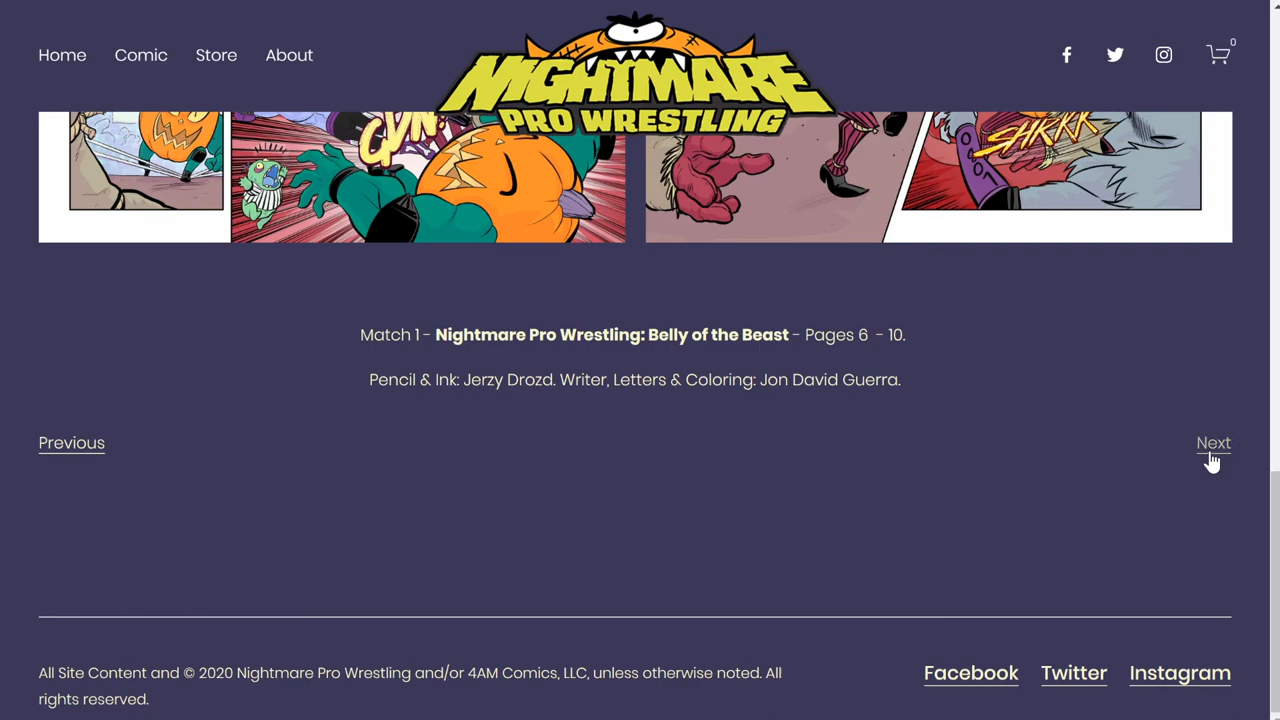 Home Comic Store About
NIGHTMARE
PRO WRESTLING
0
SHKKK
Match 1 - Nightmare Pro Wrestling: Belly of the Beast - Pages 6 - 10.
Pencil & Ink: Jerzy Drozd. Writer, Letters & Coloring: Jon David Guerra.
Previous Next
All Site Content and © 2020 Nightmare Pro Wrestling and/or 4AM Comics, LLC, unless otherwise noted. All
rights reserved.
Facebook Twitter Instagram